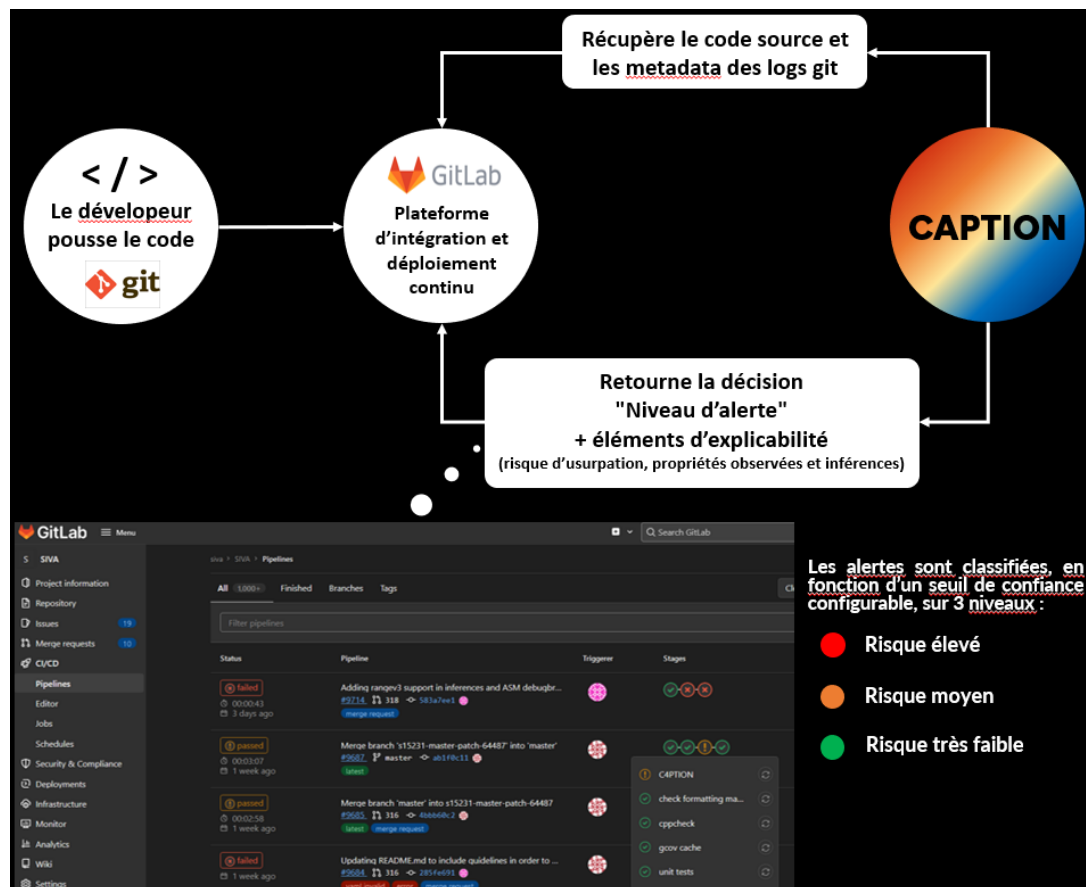 Récupère le code source et
les metadata des logs git
</>
Le dévelopeur
pousse le code
git
GitLab
Plateforme
d'intégration et
déploiement
continu
CAPTION
Retourne la décision
"Niveau d'alerte"
+ éléments d'explicabilité
(risque d'usurpation, propriétés observées et inférences)
GitLab Menu
Search GitLab
S SIVA
Project information
Repository
Issues 19
Merge requests 10
CI/CD
Pipelines
Editor
Jobs
Schedules
Security & Compliance
Deployments
Infrastructure
Monitor
Analytics
Wiki
Settings
siva > SIVA > Pipelines
All 1,000+ Finished Branches Tags
Filter pipelines
Status Pipeline Triggerer Stages
failed
00:00:43
3 days ago
Adding rangev3 support in inferences and ASM debugbr...
#9714 318 583a7ee1
merge request
passed
00:03:07
1 week ago
Merge branch 's15231-master-patch-64487' into 'master'
#9687 master ab1f0c11
latest
passed
00:02:58
1 week ago
Merge branch 'master' into s15231-master-patch-64487
#9685 316 4bbb60c2
latest merge request
failed
1 week ago
Updating README.md to include guidelines in order to ...
#9684 316 285fe691
yaml invalid error merge request
C4PTION
check formatting ma...
cppcheck
gcov cache
unit tests
Les alertes sont classifiées, en
fonction d'un seuil de confiance
configurable, sur 3 niveaux :
Risque élevé
Risque moyen
Risque très faible